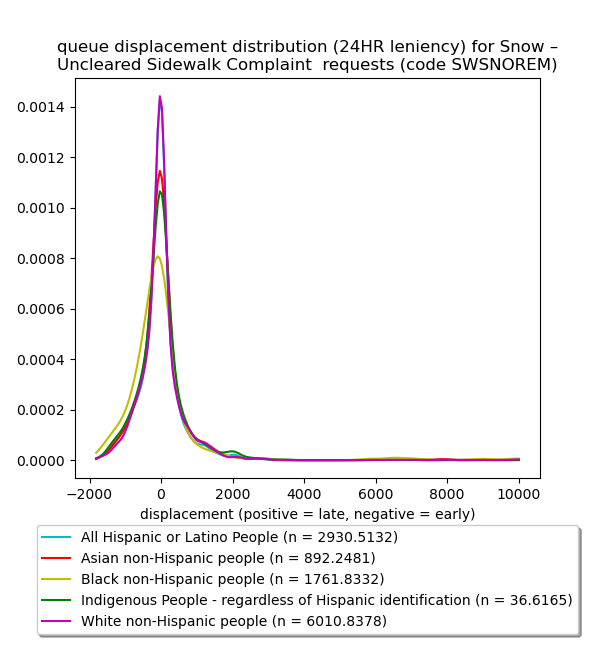 queue displacement distribution (24HR leniency) for Snow –
Uncleared Sidewalk Complaint  requests (code SWSNOREM)
0.0014
0.0012
0.0010
0.0008
0.0006
0.0004
0.0002
0.0000
−2000 0 2000 4000 6000 8000 10000
displacement (positive = late, negative = early)
All Hispanic or Latino People (n = 2930.5132)
Asian non-Hispanic people (n = 892.2481)
Black non-Hispanic people (n = 1761.8332)
Indigenous People - regardless of Hispanic identification (n = 36.6165)
White non-Hispanic people (n = 6010.8378)